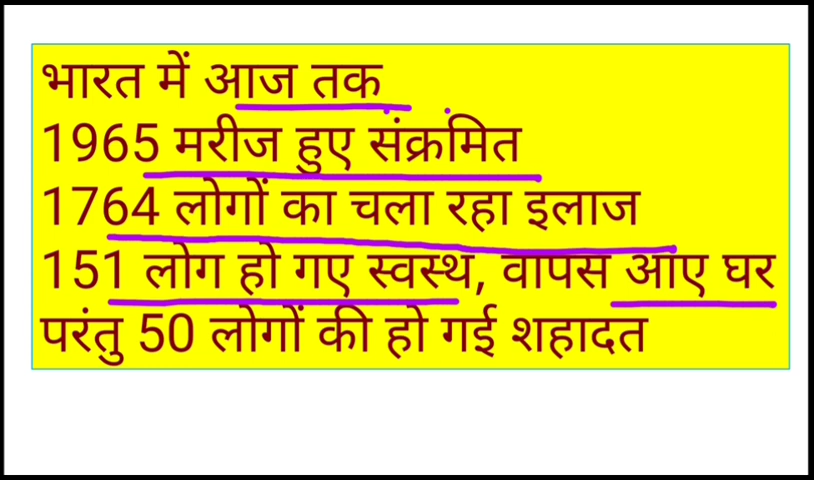 भारत में आज तक
1965 मरीज हुए संक्रमित
1764 लोगों का चला रहा इलाज
151 लोग हो गए स्वस्थ, वापस आए घर
परंतु 50 लोगों की हो गई शहादत